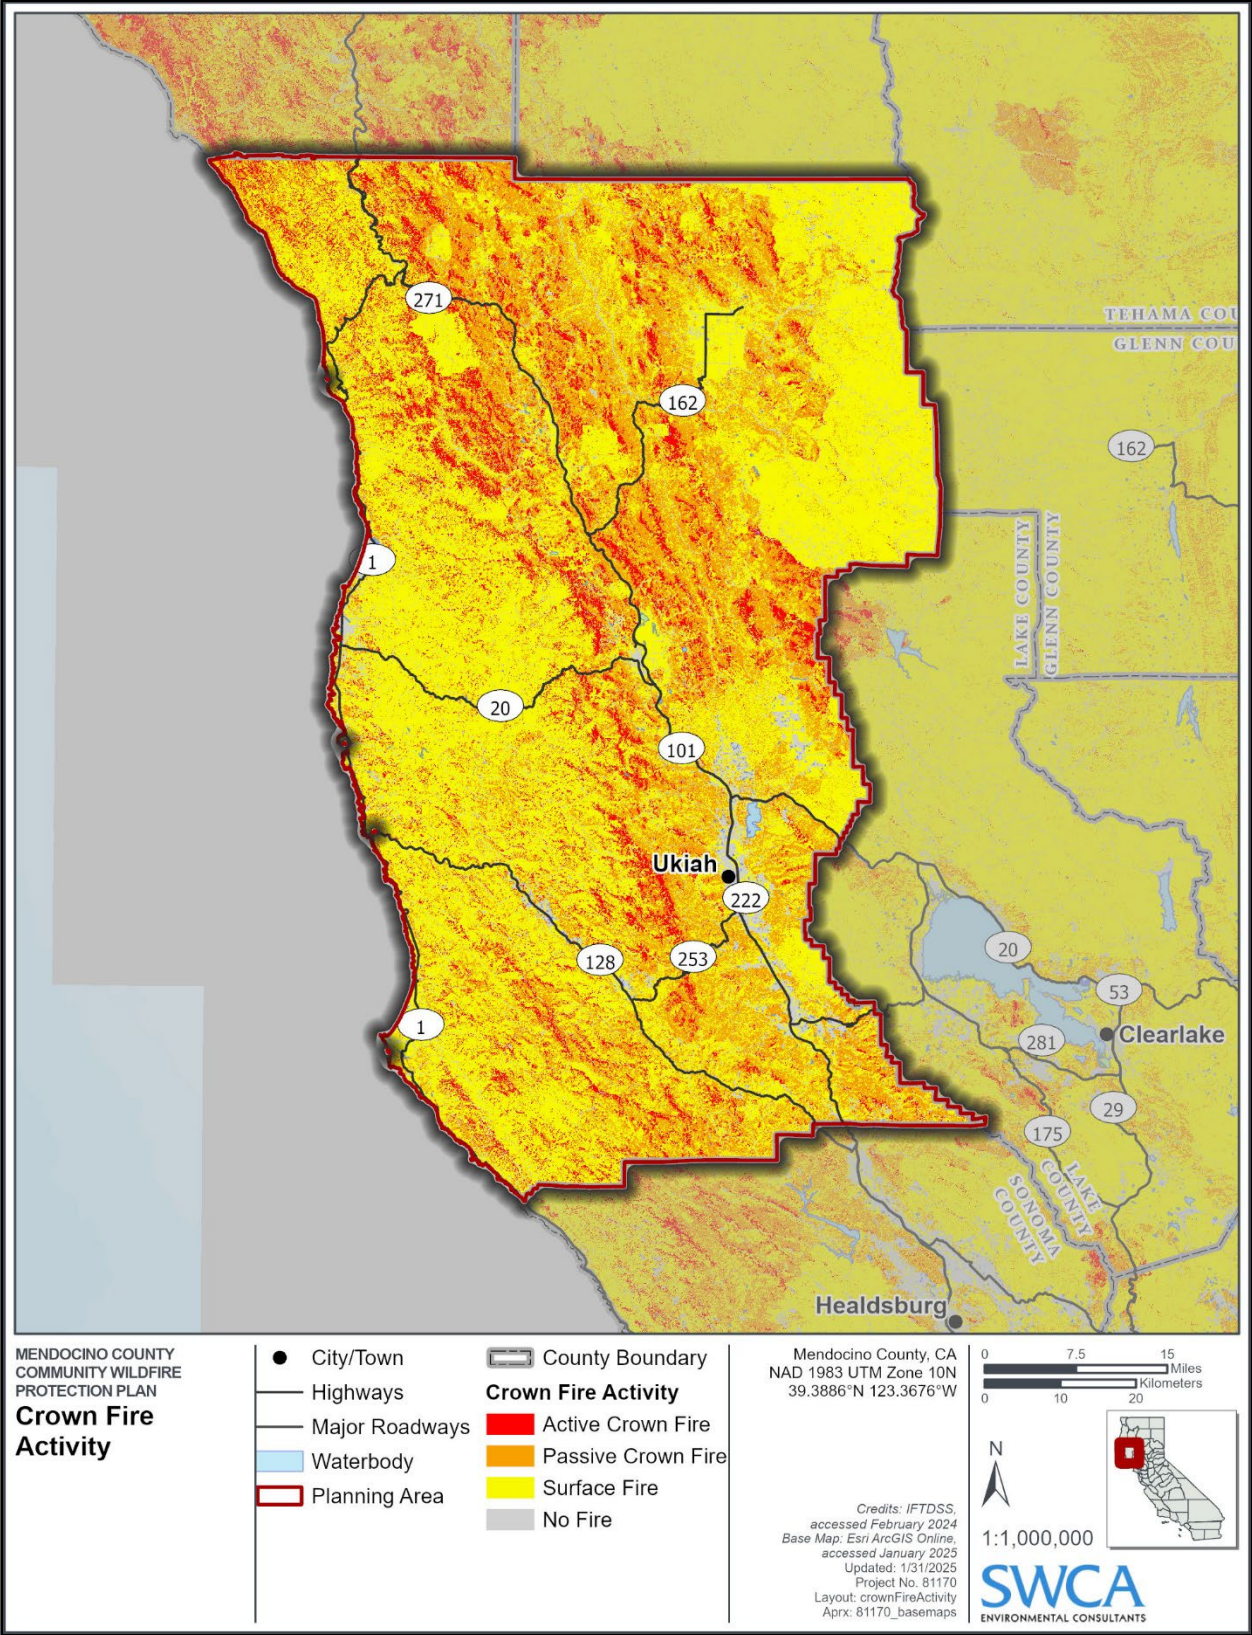 271
162
TEHAMA COU
GLENN COU
162
1
LAKE COUNTY
GLENN COUNTY
20
101
Ukiah
222
128
253
20
53
1
281
Clearlake
29
175
LAKE
COUNTY
SONOMA
COUNTY
Healdsburg
MENDOCINO COUNTY
COMMUNITY WILDFIRE
PROTECTION PLAN
Crown Fire
Activity
City/Town
Highways
Major Roadways
Waterbody
Planning Area
County Boundary
Crown Fire Activity
Active Crown Fire
Passive Crown Fire
Surface Fire
No Fire
Mendocino County, CA
NAD 1983 UTM Zone 10N
39.3886°N 123.3676°W
Credits: IFTDSS,
accessed February 2024
Base Map: Esri ArcGIS Online,
accessed January 2025
Updated: 1/31/2025
Project No. 81170
Layout: crownFireActivity
Aprx: 81170_basemaps
0 7.5 15
Miles
Kilometers
0 10 20
N
1:1,000,000
SWCA
ENVIRONMENTAL CONSULTANTS